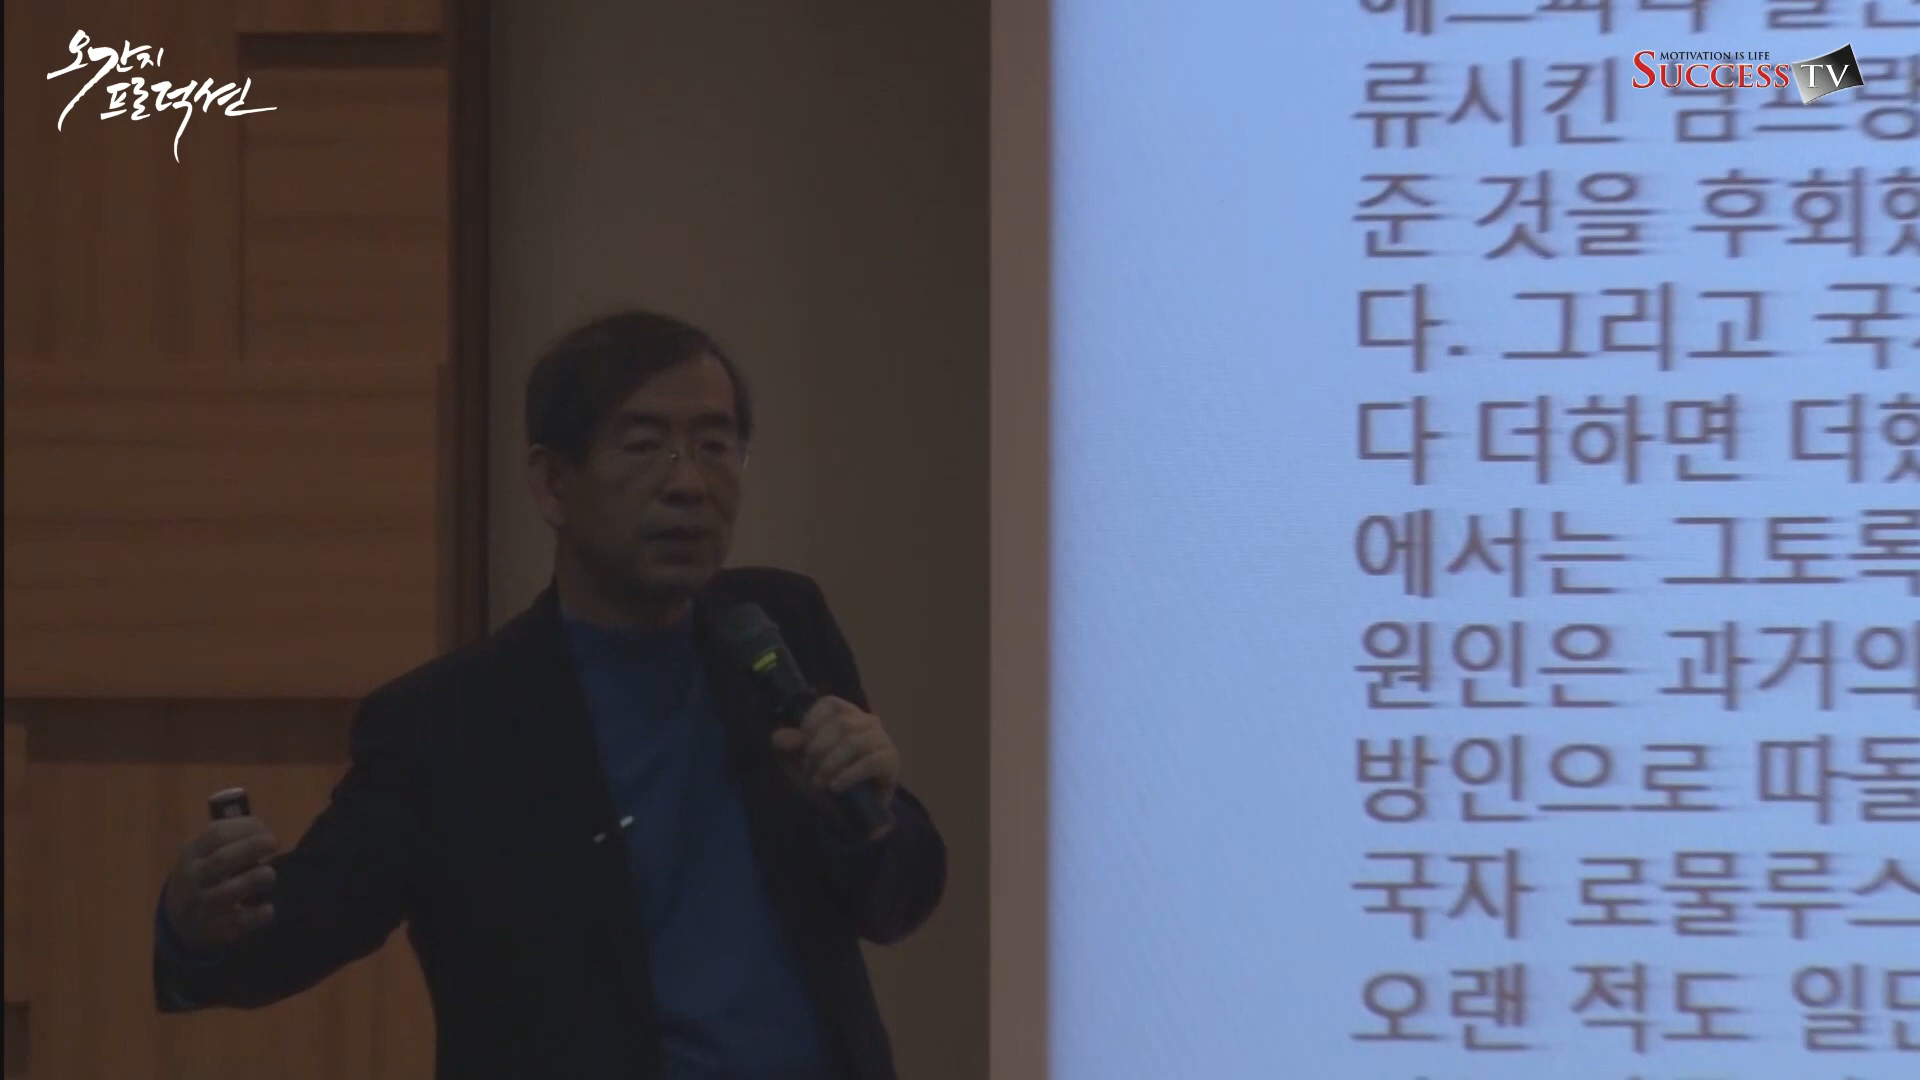 오간지
프로덕션
MOTIVATION IS LIFE
SUCCESS TV
류시킨
준 것을 후회했
다. 그리고 국
다 더하면 더했
에서는 그토록
원인은 과거의
방인으로 따돌
국자 로물루스
오랜 적도 일단